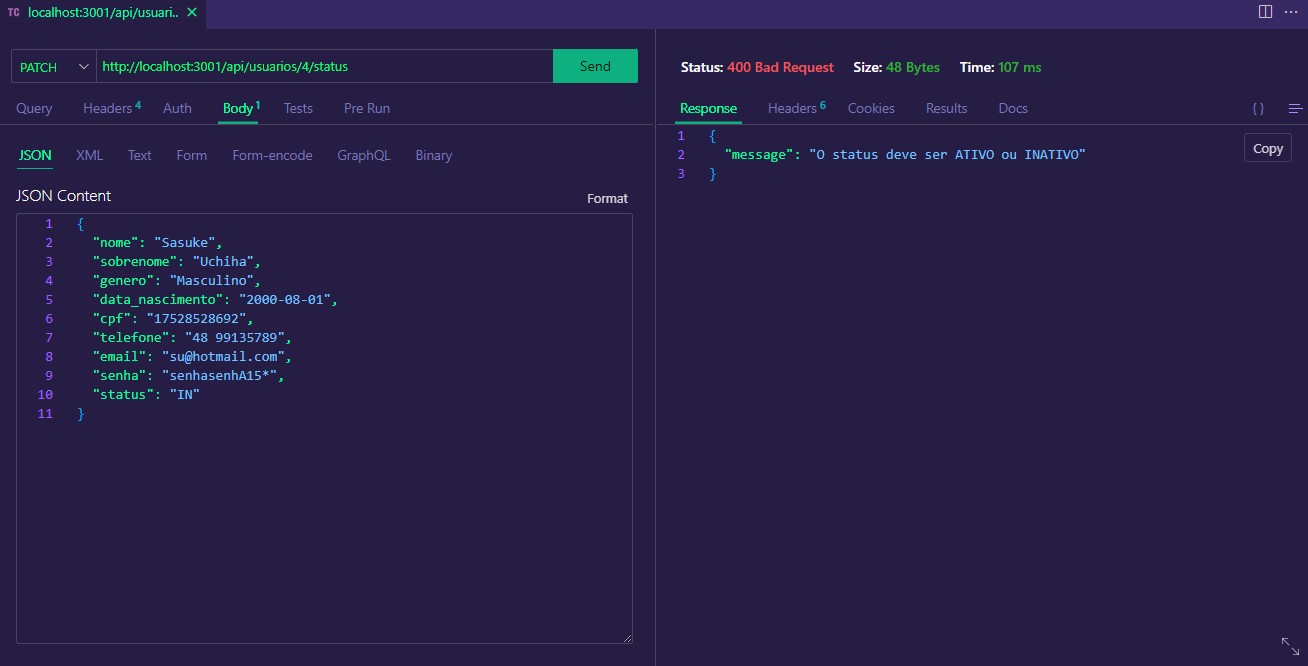 TC localhost:3001/api/usuari.. ✕
PATCH http://localhost:3001/api/usuarios/4/status Send
Query Headers 4 Auth Body 1 Tests Pre Run
JSON XML Text Form Form-encode GraphQL Binary
JSON Content Format
1 {
2 "nome": "Sasuke",
3 "sobrenome": "Uchiha",
4 "genero": "Masculino",
5 "data_nascimento": "2000-08-01",
6 "cpf": "17528528692",
7 "telefone": "48 99135789",
8 "email": "su@hotmail.com",
9 "senha": "senhasenhA15*",
10 "status": "IN"
11 }
Status: 400 Bad Request Size: 48 Bytes Time: 107 ms
Response Headers 6 Cookies Results Docs { }
1 {
2 "message": "O status deve ser ATIVO ou INATIVO"
3 }
Copy